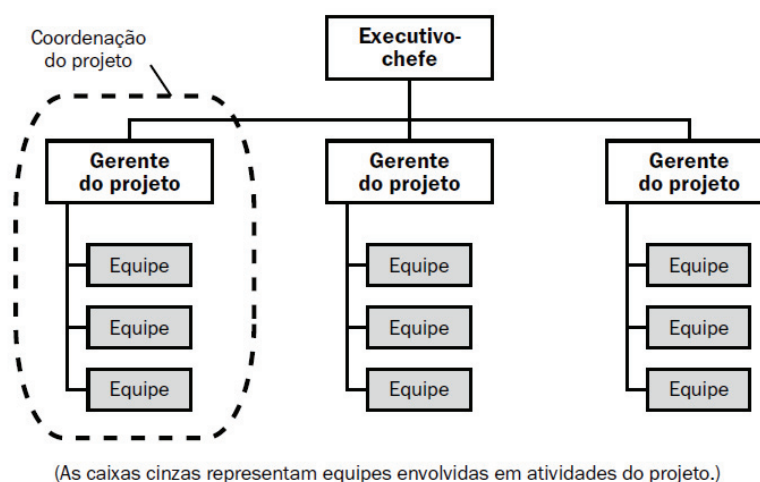 Coordenação
do projeto
Executivo-
chefe
Gerente
do projeto
Gerente
do projeto
Gerente
do projeto
Equipe
Equipe
Equipe
Equipe
Equipe
Equipe
Equipe
Equipe
Equipe
(As caixas cinzas representam equipes envolvidas em atividades do projeto.)